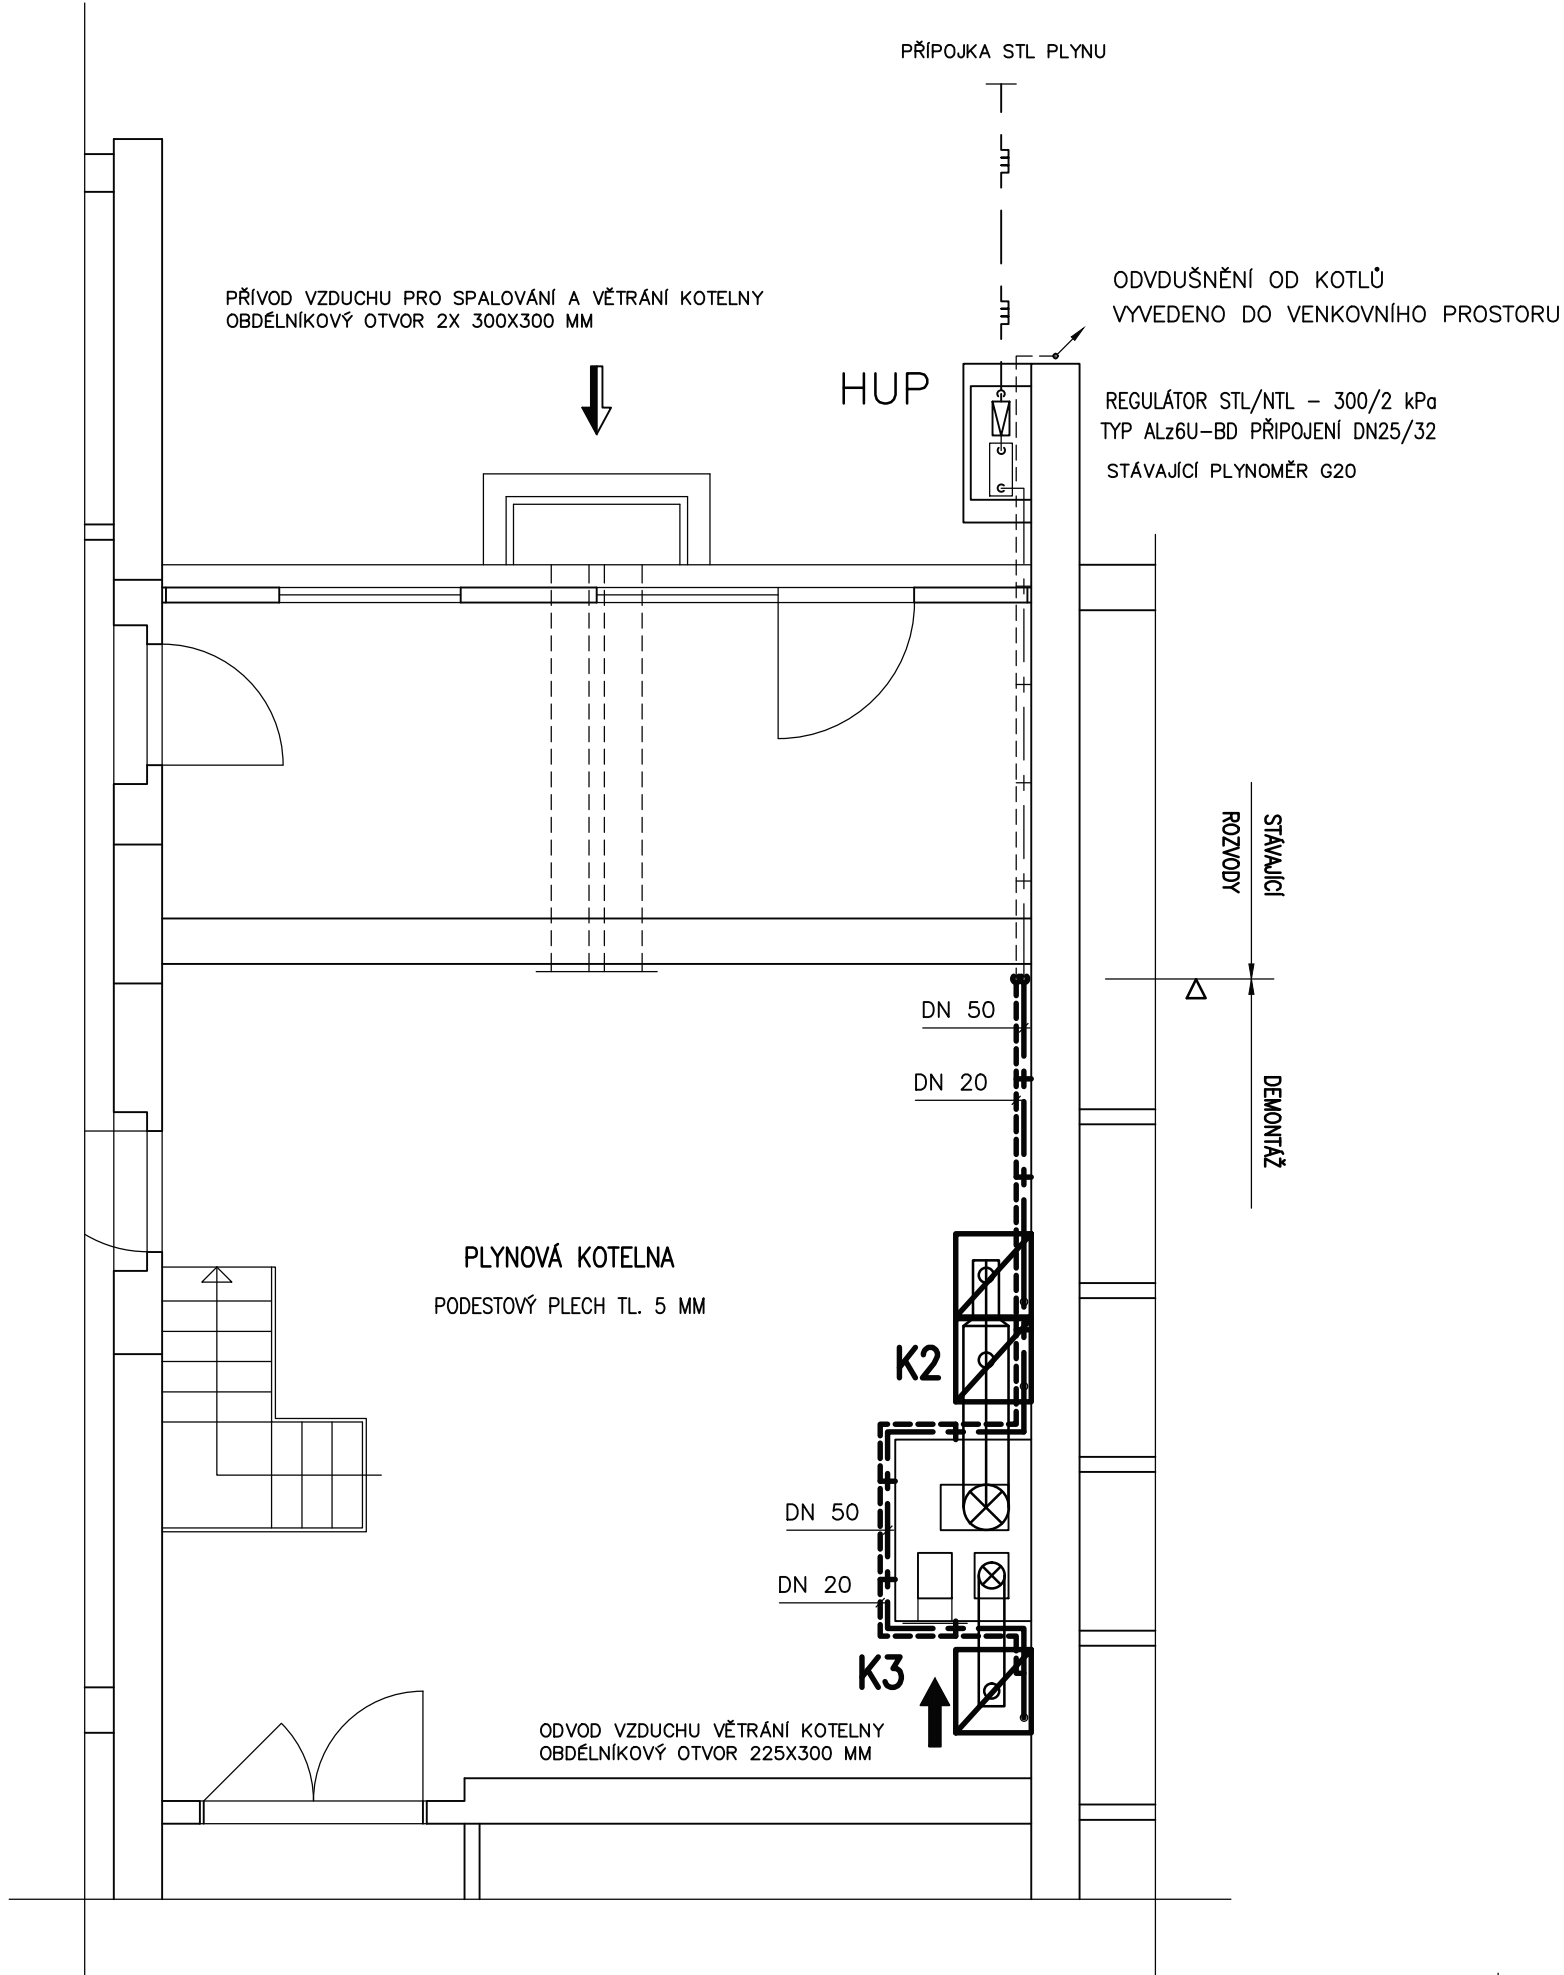 PŘÍPOJKA STL PLYNU
PŘÍVOD VZDUCHU PRO SPALOVÁNÍ A VĚTRÁNÍ KOTELNY
OBDÉLNÍKOVÝ OTVOR 2X 300X300 MM
ODVDUŠNĚNÍ OD KOTLŮ
VYVEDENO DO VENKOVNÍHO PROSTORU
HUP
REGULÁTOR STL/NTL – 300/2 kPa
TYP ALz6U–BD PŘIPOJENÍ DN25/32
STÁVAJÍCÍ PLYNOMĚR G20
STÁVAJÍCÍ
ROZVODY
DN 50
DN 20
DEMONTÁŽ
PLYNOVÁ KOTELNA
PODESTOVÝ PLECH TL. 5 MM
K2
DN 50
DN 20
K3
ODVOD VZDUCHU VĚTRÁNÍ KOTELNY
OBDÉLNÍKOVÝ OTVOR 225X300 MM